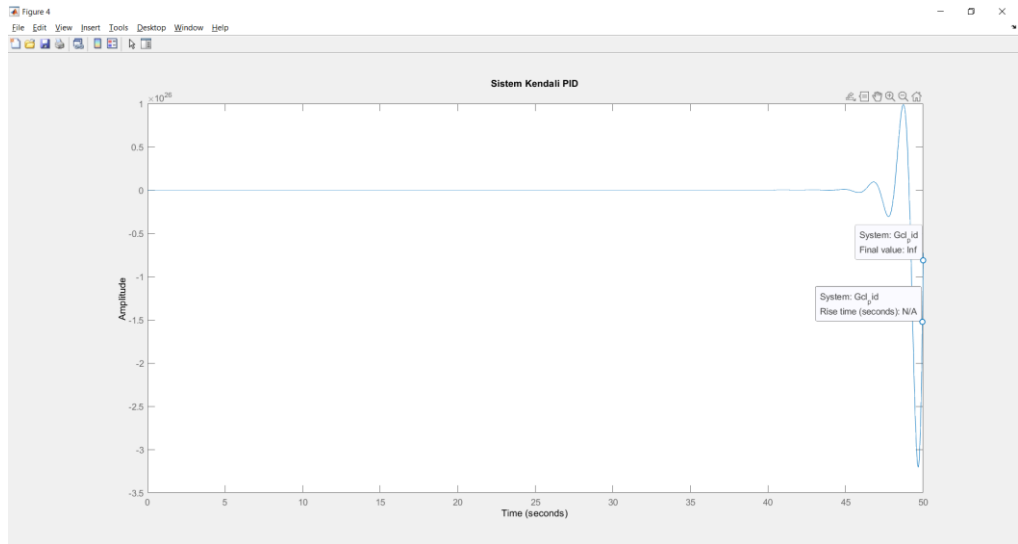 Figure 4
File Edit View Insert Tools Desktop Window Help
Sistem Kendali PID
×10^26
1
0.5
0
-0.5
-1
-1.5
-2
-2.5
-3
-3.5
Amplitude
System: Gcl_pid
Final value: Inf
System: Gcl_pid
Rise time (seconds): N/A
0 5 10 15 20 25 30 35 40 45 50
Time (seconds)